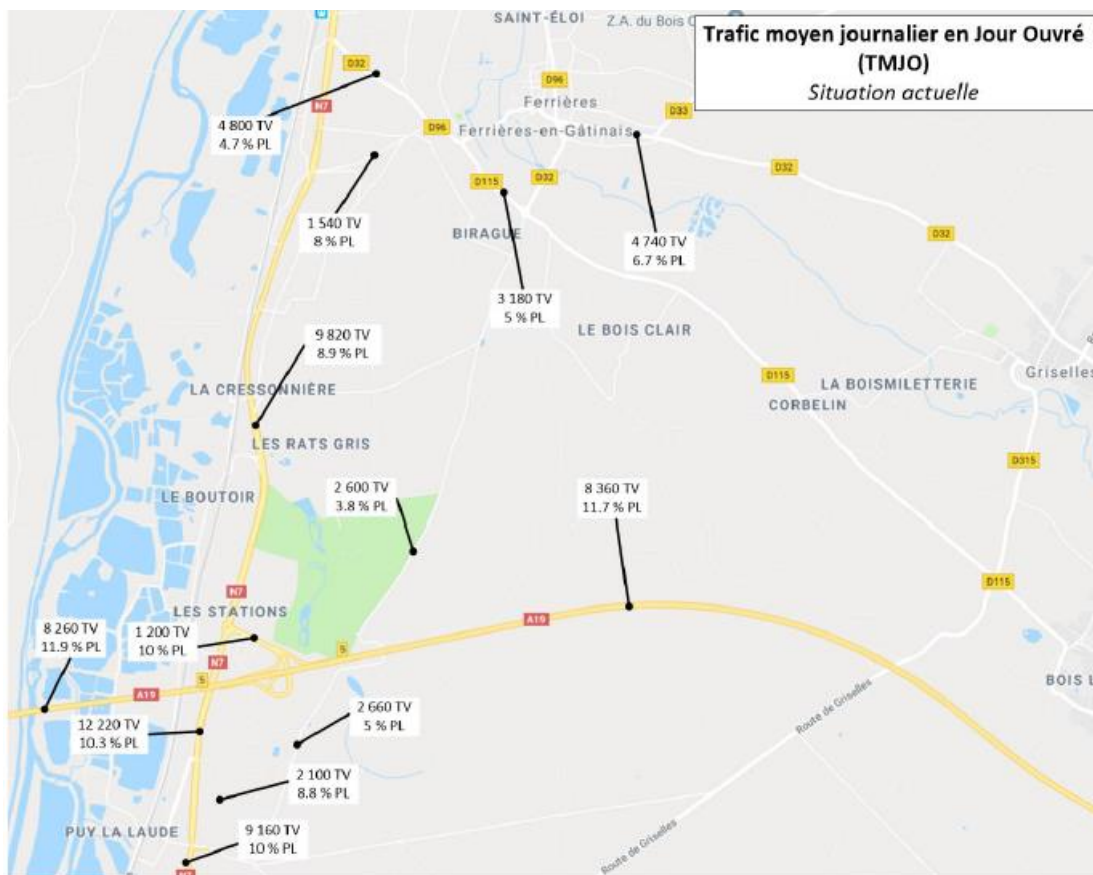 SAINT-ÉLOI
Z.A. du Bois
Trafic moyen journalier en Jour Ouvré
(TMJO)
Situation actuelle
D32
N7
D96
Ferrières
D33
4 800 TV
4.7 % PL
D96
Ferrières-en-Gâtinais
D32
D115
D32
1 540 TV
8 % PL
BIRAGUE
4 740 TV
6.7 % PL
D32
3 180 TV
5 % PL
9 820 TV
8.9 % PL
LE BOIS CLAIR
LA CRESSONNIÈRE
D115
LA BOISMILETTERIE
Griselles
CORBELIN
LES RATS GRIS
D315
LE BOUTOIR
2 600 TV
3.8 % PL
8 360 TV
11.7 % PL
N7
D115
LES STATIONS
A19
8 260 TV
11.9 % PL
1 200 TV
10 % PL
5
N7
5
A19
BOIS L
Route de Griselles
12 220 TV
10.3 % PL
2 660 TV
5 % PL
2 100 TV
8.8 % PL
PUY LA LAUDE
9 160 TV
10 % PL
Route de Griselles
N7